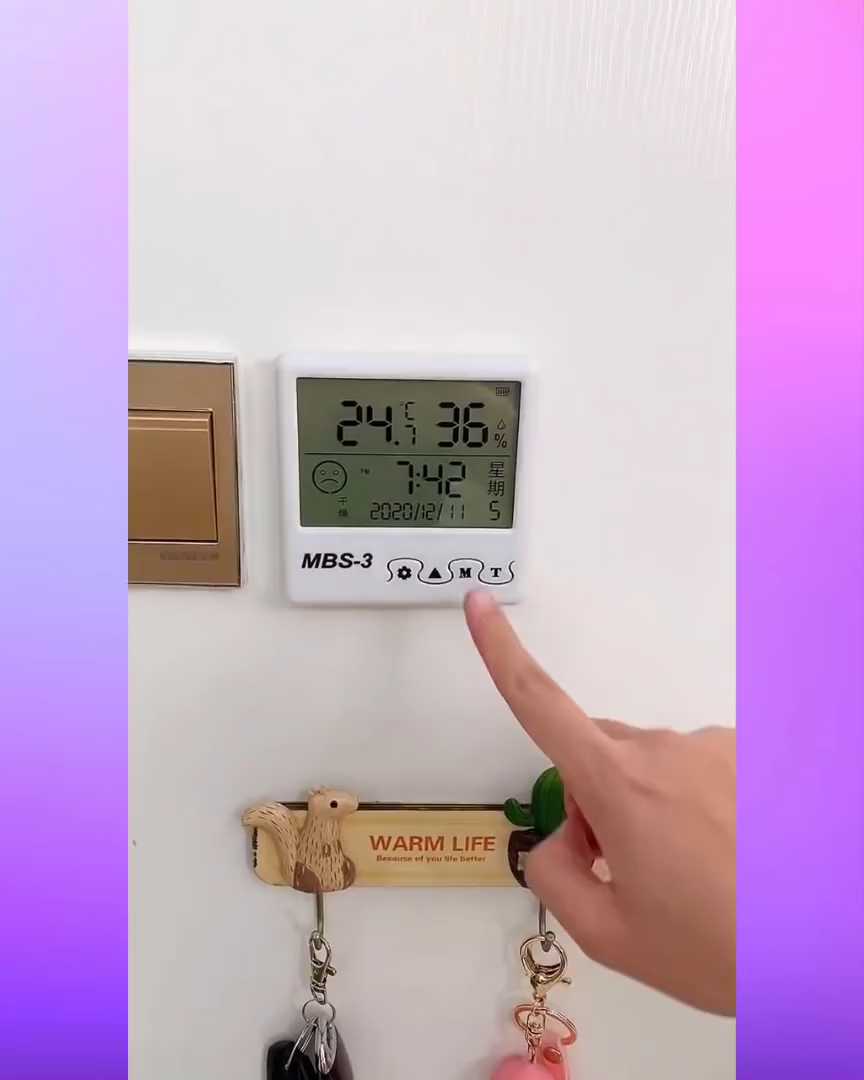 24.7℃ 36%
PM 7:42 星期
干燥 2020/12/11 5
MBS-3 M T
WARM LIFE
Because of you life better